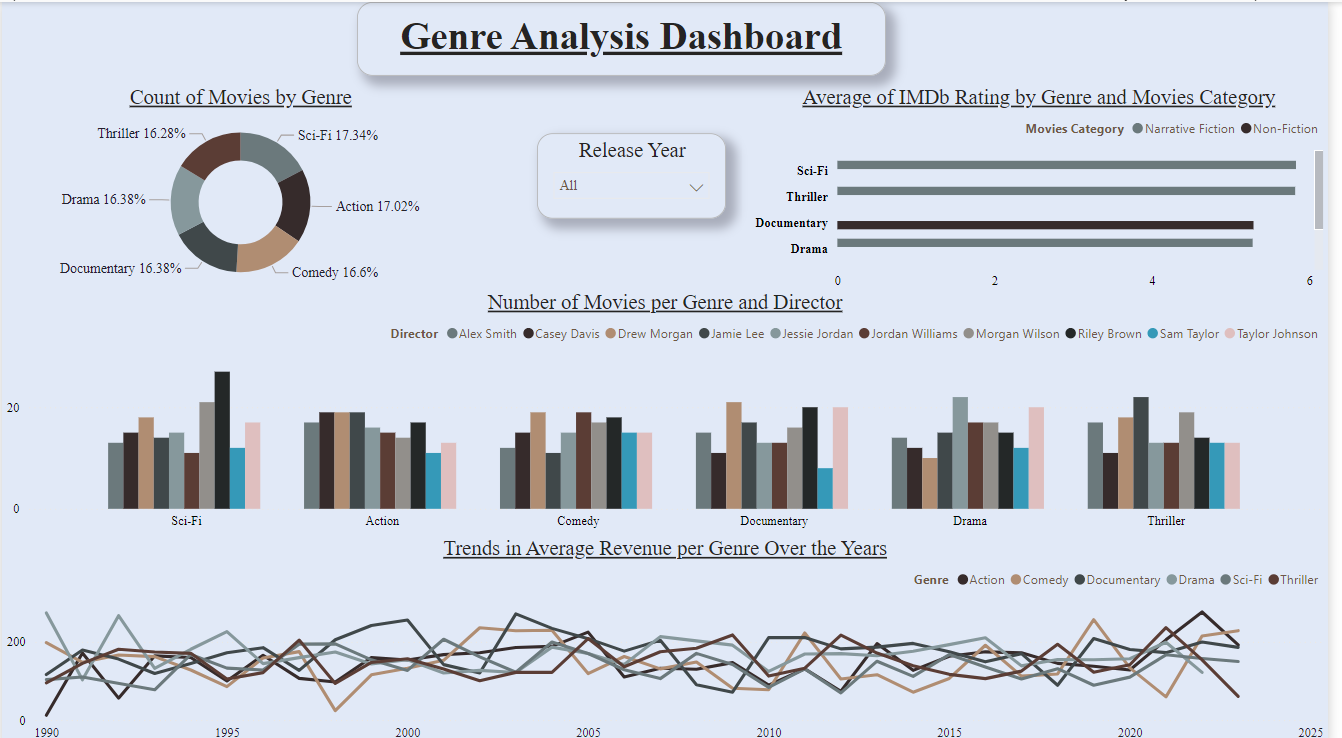 Genre Analysis Dashboard
Count of Movies by Genre
Thriller 16.28%
Sci-Fi 17.34%
Drama 16.38%
Action 17.02%
Documentary 16.38%
Comedy 16.6%
Release Year
All
Average of IMDb Rating by Genre and Movies Category
Movies Category Narrative Fiction Non-Fiction
Sci-Fi
Thriller
Documentary
Drama
0 2 4 6
Number of Movies per Genre and Director
Director Alex Smith Casey Davis Drew Morgan Jamie Lee Jessie Jordan Jordan Williams Morgan Wilson Riley Brown Sam Taylor Taylor Johnson
20
0
Sci-Fi Action Comedy Documentary Drama Thriller
Trends in Average Revenue per Genre Over the Years
Genre Action Comedy Documentary Drama Sci-Fi Thriller
200
0
1990 1995 2000 2005 2010 2015 2020 2025